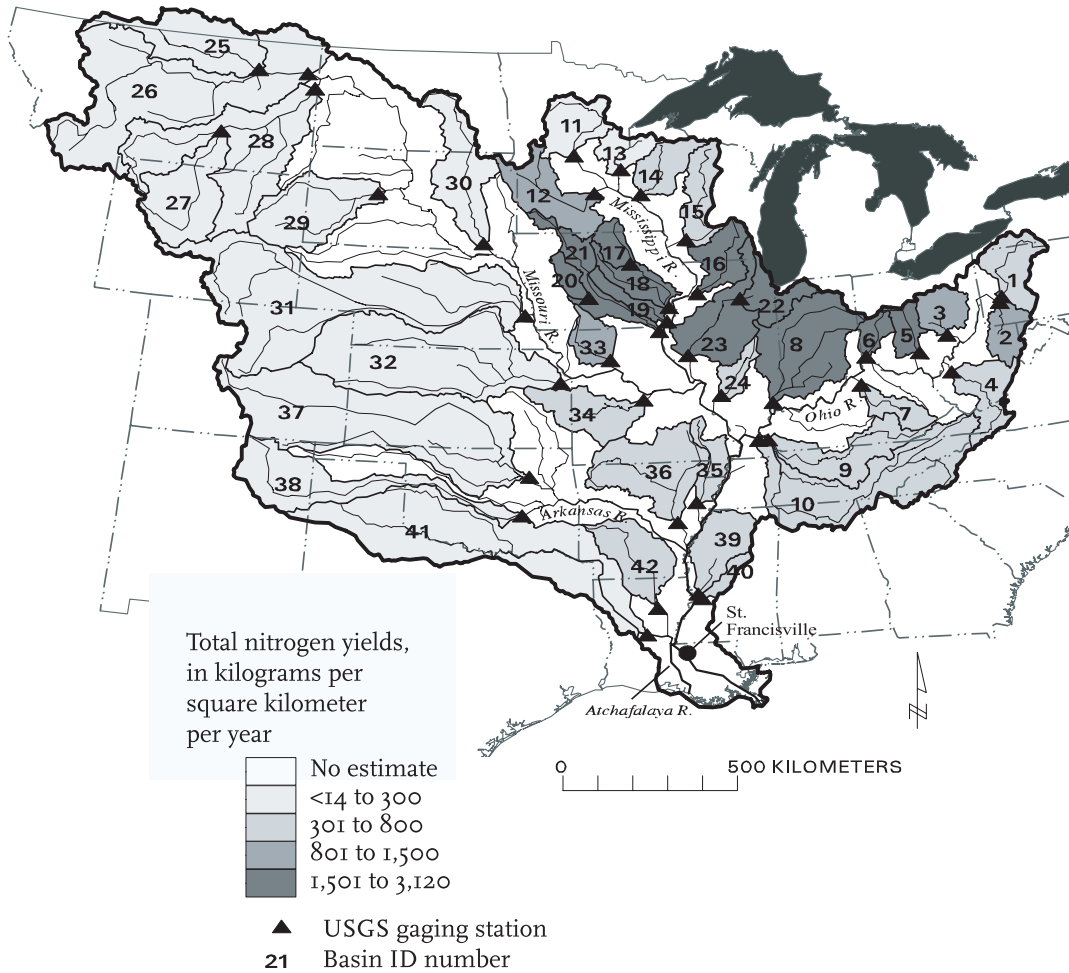 25
26
11
13
28
14
30
12
27
15
29
Mississippi R.
21
17
16
1
20
Missouri R.
18
31
22
3
19
5
2
6
33
23
8
32
24
4
34
Ohio R.
7
37
36
35
9
38
10
Arkansas R.
41
39
42
40
St.
Francisville
Atchafalaya R.
N
Total nitrogen yields,
in kilograms per
square kilometer
per year
0 500 KILOMETERS
No estimate
<14 to 300
301 to 800
801 to 1,500
1,501 to 3,120
USGS gaging station
21 Basin ID number